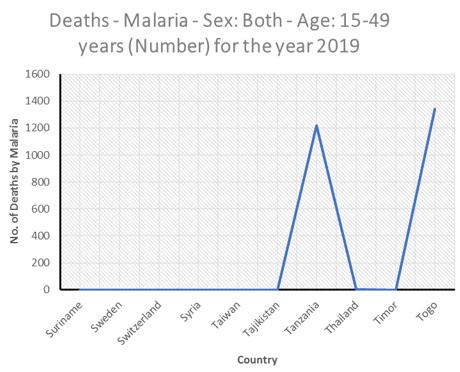 Deaths - Malaria - Sex: Both - Age: 15-49
years (Number) for the year 2019
1600
1400
1200
1000
800
600
400
200
0
No. of Deaths by Malaria
Suriname
Sweden
Switzerland
Syria
Taiwan
Tajikistan
Tanzania
Thailand
Timor
Togo
Country